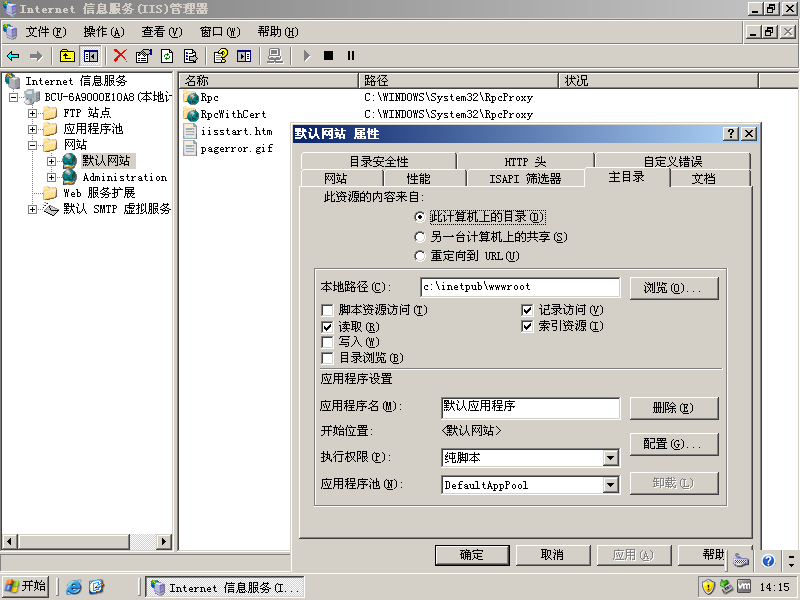 Internet 信息服务(IIS)管理器
文件(F) 操作(A) 查看(V) 窗口(W) 帮助(H)
Internet 信息服务
BCU-6A9000E10A8(本地计
FTP 站点
应用程序池
网站
默认网站
Administration
Web 服务扩展
默认 SMTP 虚拟服务
名称 路径 状况
Rpc C:\WINDOWS\System32\RpcProxy
RpcWithCert C:\WINDOWS\System32\RpcProxy
iisstart.htm
pagerror.gif
默认网站 属性
目录安全性 HTTP 头 自定义错误
网站 性能 ISAPI 筛选器 主目录 文档
此资源的内容来自:
此计算机上的目录(D)
另一台计算机上的共享(S)
重定向到 URL(U)
本地路径(C): c:\inetpub\wwwroot 浏览(O)...
脚本资源访问(T) 记录访问(V)
读取(R) 索引资源(I)
写入(W)
目录浏览(B)
应用程序设置
应用程序名(M): 默认应用程序 删除(E)
开始位置: <默认网站>
配置(G)...
执行权限(P): 纯脚本
应用程序池(N): DefaultAppPool 卸载(L)
确定 取消 应用(A) 帮助
开始 Internet 信息服务(I... 14:15